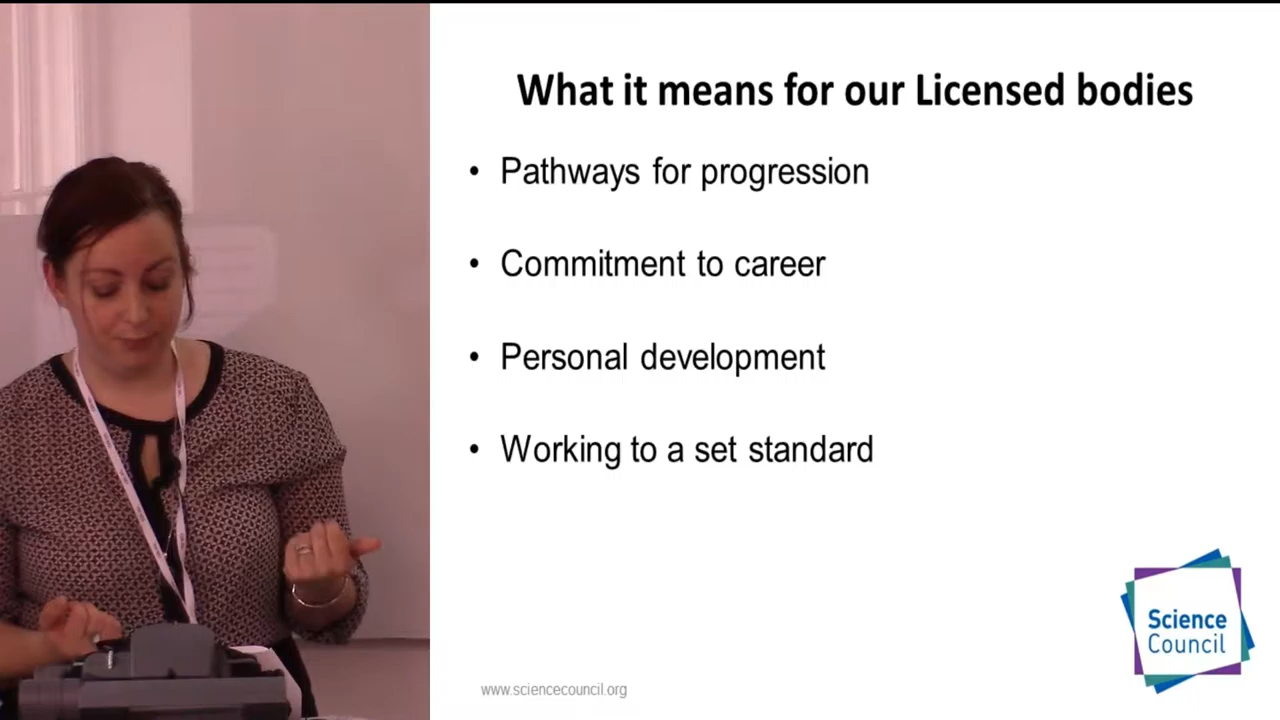 What it means for our Licensed bodies
• Pathways for progression
• Commitment to career
• Personal development
• Working to a set standard
Science
Council
www.sciencecouncil.org